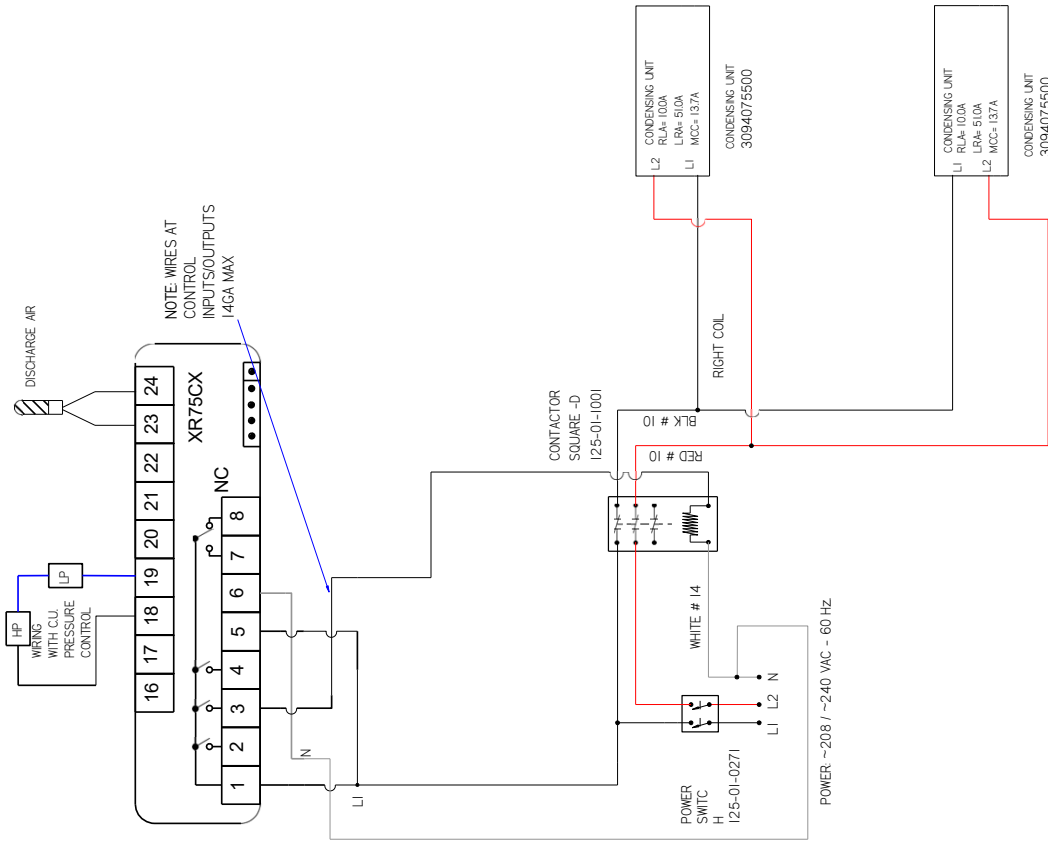 DISCHARGE AIR
NOTE: WIRES AT
CONTROL
INPUTS/OUTPUTS
14GA MAX
HP
LP
WIRING
WITH C.U.
PRESSURE
CONTROL
16 17 18 19 20 21 22 23 24
XR75CX
NC
1 2 3 4 5 6 7 8
N
L1
CONTACTOR
SQUARE -D
125-01-1001
BLK # 10
RED # 10
RIGHT COIL
WHITE # 14
POWER
SWITC
H
125-01-0271
L1 L2 N
POWER: ~208 / ~240 VAC - 60 HZ
CONDENSING UNIT
RLA= 10.0A
LRA= 51.0A
MCC= 13.7A
L2
L1
CONDENSING UNIT
3094075500
CONDENSING UNIT
RLA= 10.0A
LRA= 51.0A
MCC= 13.7A
L1
L2
CONDENSING UNIT
3094075500